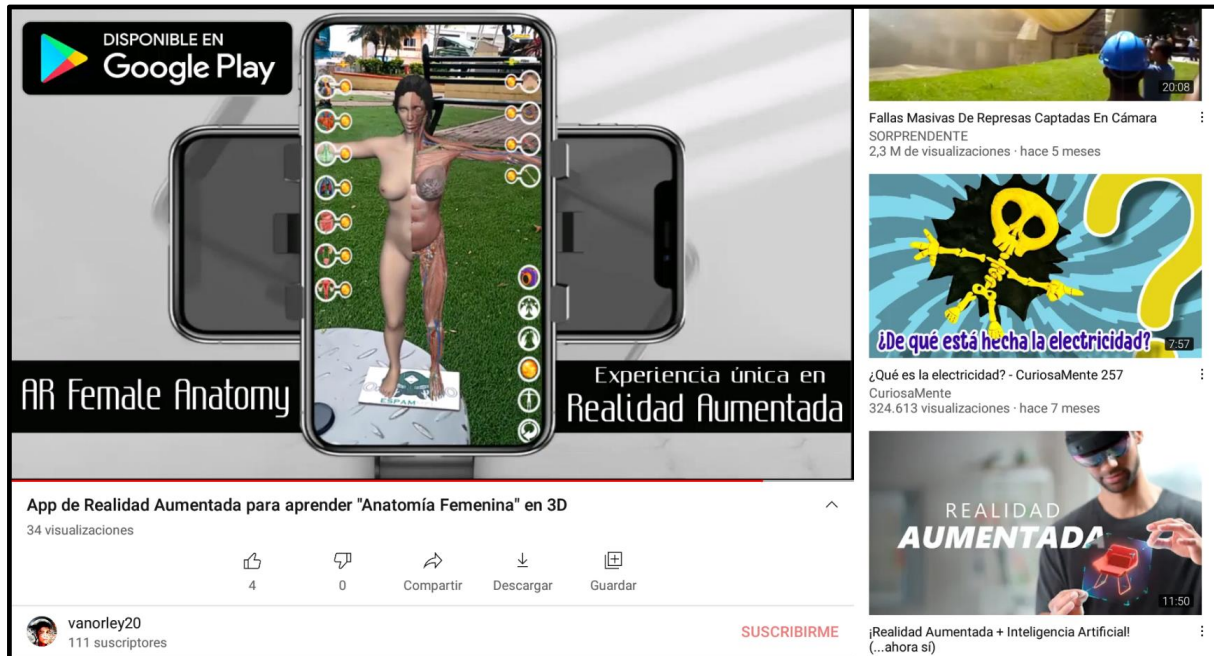 DISPONIBLE EN
Google Play
ESPAM
AR Female Anatomy
Experiencia única en
Realidad Aumentada
App de Realidad Aumentada para aprender "Anatomía Femenina" en 3D
34 visualizaciones
4
0
Compartir
Descargar
Guardar
vanorley20
111 suscriptores
SUSCRIBIRME
20:08
Fallas Masivas De Represas Captadas En Cámara
SORPRENDENTE
2,3 M de visualizaciones · hace 5 meses
¿De qué está hecha la electricidad?
7:57
¿Qué es la electricidad? - CuriosaMente 257
CuriosaMente
324.613 visualizaciones · hace 7 meses
REALIDAD
AUMENTADA
11:50
¡Realidad Aumentada + Inteligencia Artificial!
(...ahora sí)